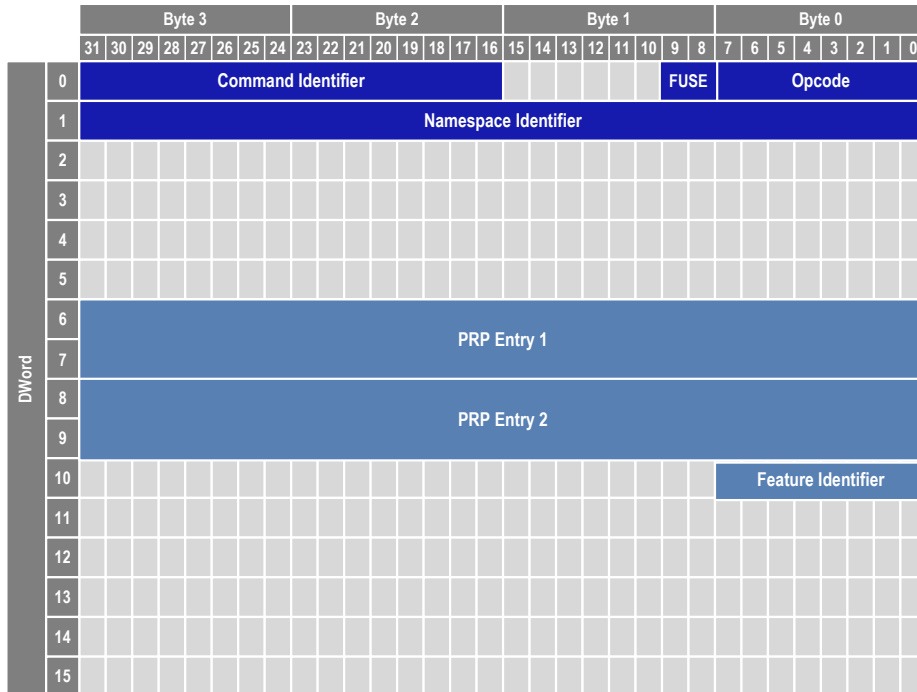 Byte 3 Byte 2 Byte 1 Byte 0
31 30 29 28 27 26 25 24 23 22 21 20 19 18 17 16 15 14 13 12 11 10 9 8 7 6 5 4 3 2 1 0
DWord
0 Command Identifier FUSE Opcode
1 Namespace Identifier
2
3
4
5
6
PRP Entry 1
7
8
PRP Entry 2
9
10 Feature Identifier
11
12
13
14
15